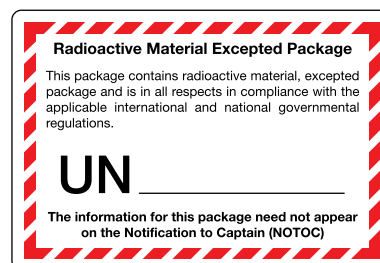 Radioactive Material Excepted Package
This package contains radioactive material, excepted
package and is in all respects in compliance with the
applicable international and national governmental
regulations.
UN
The information for this package need not appear
on the Notification to Captain (NOTOC)